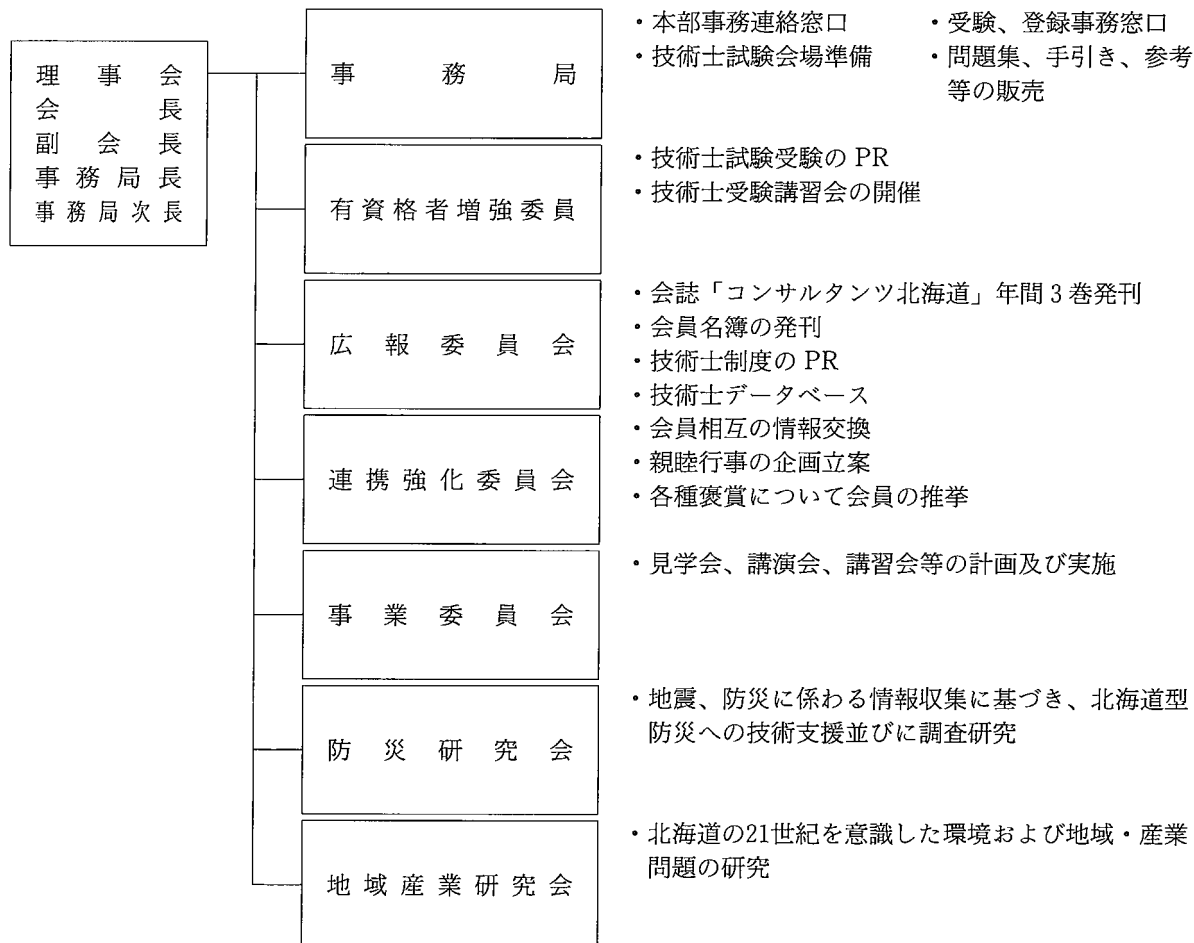 理事会
会長
副会長
事務局長
事務局次長
事務局
・本部事務連絡窓口
・受験、登録事務窓口
・技術士試験会場準備
・問題集、手引き、参考
等の販売
有資格者増強委員
・技術士試験受験の PR
・技術士受験講習会の開催
広報委員会
・会誌「コンサルタンツ北海道」年間3巻発刊
・会員名簿の発刊
・技術士制度の PR
・技術士データベース
連携強化委員会
・会員相互の情報交換
・親睦行事の企画立案
・各種褒賞について会員の推挙
事業委員会
・見学会、講演会、講習会等の計画及び実施
防災研究会
・地震、防災に係わる情報収集に基づき、北海道型
防災への技術支援並びに調査研究
地域産業研究会
・北海道の21世紀を意識した環境および地域・産業
問題の研究